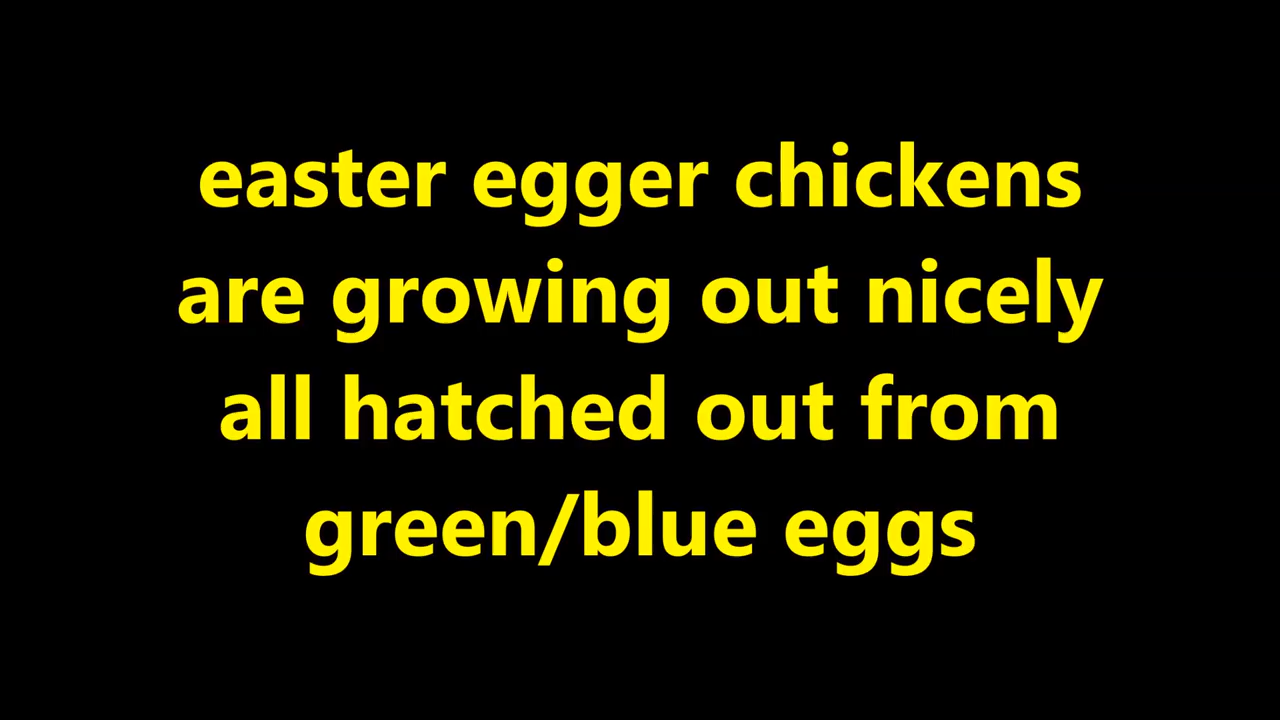 easter egger chickens
are growing out nicely
all hatched out from
green/blue eggs